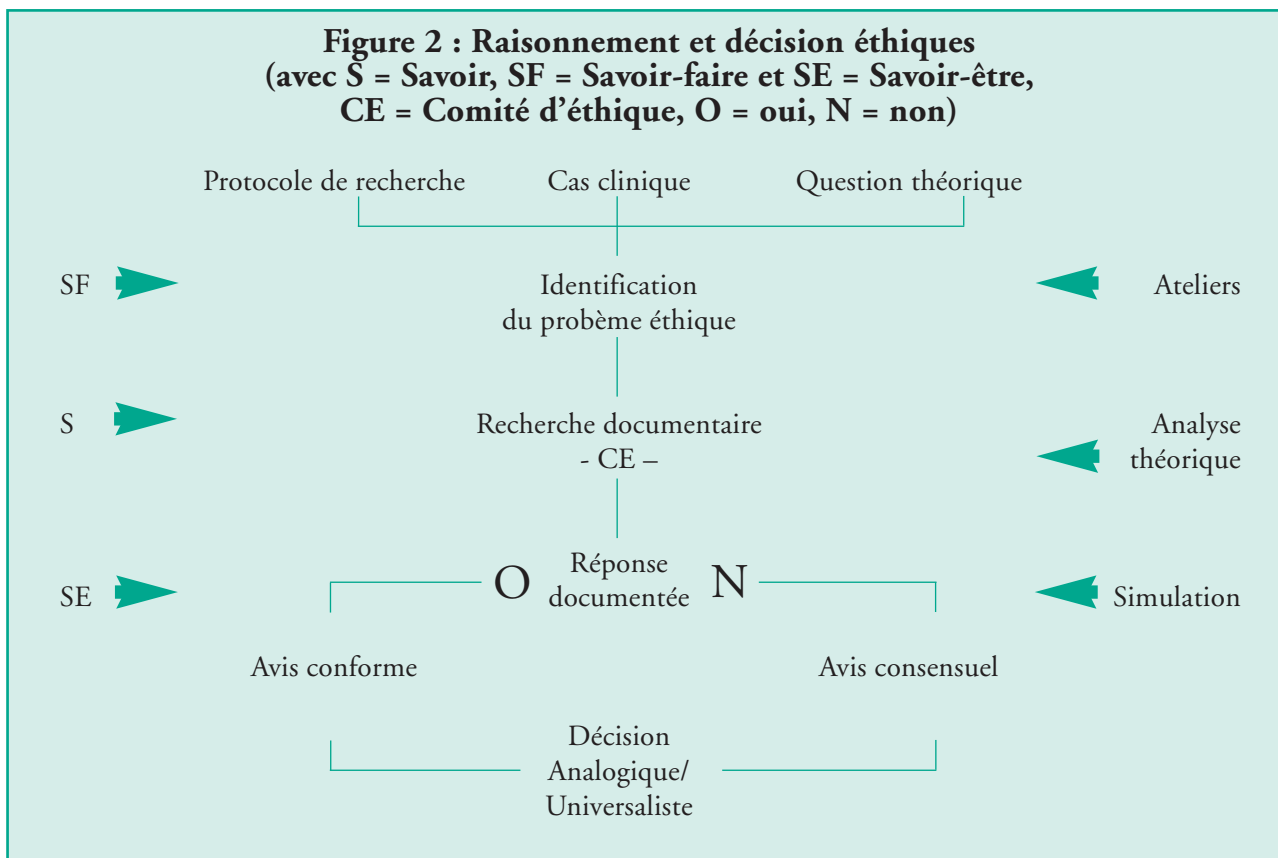 Figure 2 : Raisonnement et décision éthiques
(avec S = Savoir, SF = Savoir-faire et SE = Savoir-être,
CE = Comité d'éthique, O = oui, N = non)
Protocole de recherche Cas clinique Question théorique
SF Identification Ateliers
du probème éthique
S Recherche documentaire Analyse
- CE – théorique
SE O Réponse N Simulation
documentée
Avis conforme Avis consensuel
Décision
Analogique/
Universaliste